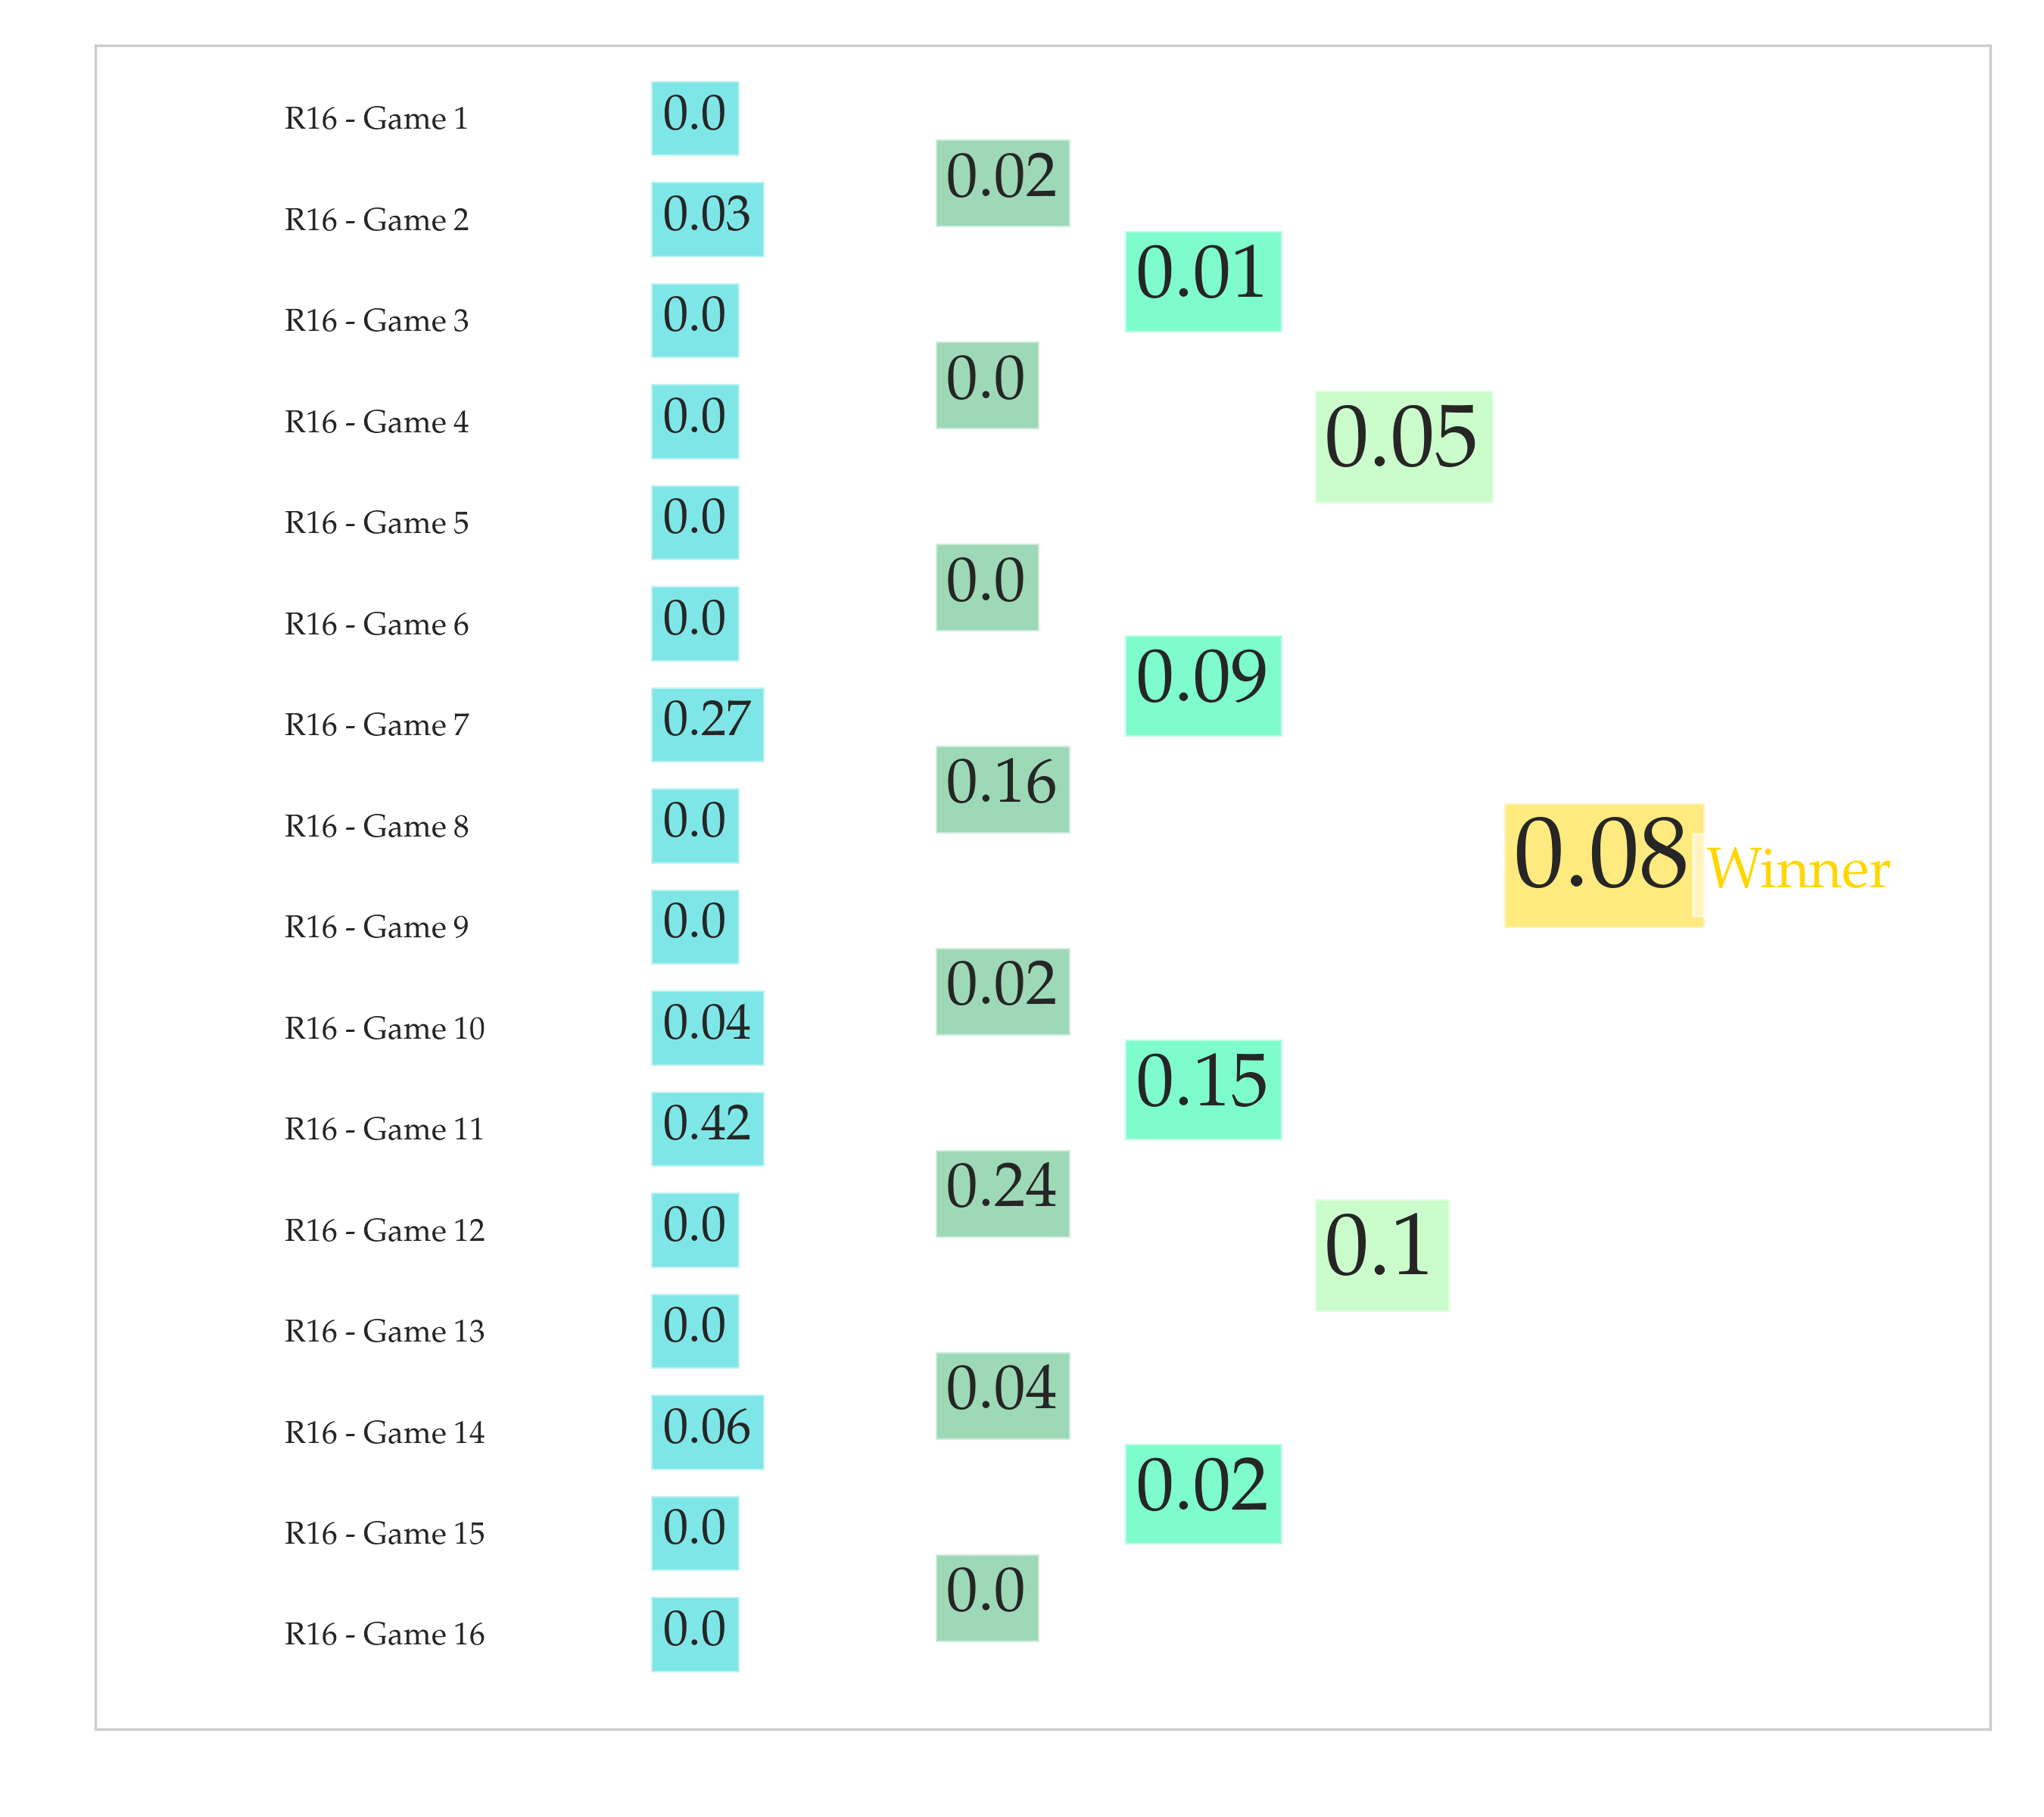 R16 - Game 1 0.0
0.02
R16 - Game 2 0.03
0.01
R16 - Game 3 0.0
0.0
R16 - Game 4 0.0
0.05
R16 - Game 5 0.0
0.0
R16 - Game 6 0.0
0.09
R16 - Game 7 0.27
0.16
R16 - Game 8 0.0
0.08 Winner
R16 - Game 9 0.0
0.02
R16 - Game 10 0.04
0.15
R16 - Game 11 0.42
0.24
R16 - Game 12 0.0
0.1
R16 - Game 13 0.0
0.04
R16 - Game 14 0.06
0.02
R16 - Game 15 0.0
0.0
R16 - Game 16 0.0